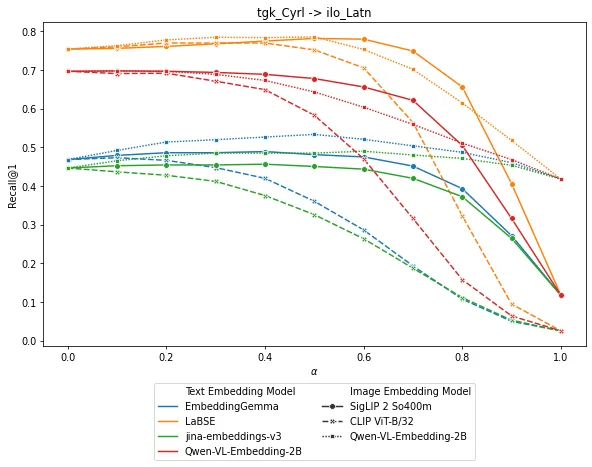 tgk_Cyrl -> ilo_Latn
0.8
0.7
0.6
0.5
0.4
0.3
0.2
0.1
0.0
Recall@1
0.0 0.2 0.4 0.6 0.8 1.0
α
Text Embedding Model Image Embedding Model
EmbeddingGemma SigLIP 2 So400m
LaBSE CLIP ViT-B/32
jina-embeddings-v3 Qwen-VL-Embedding-2B
Qwen-VL-Embedding-2B